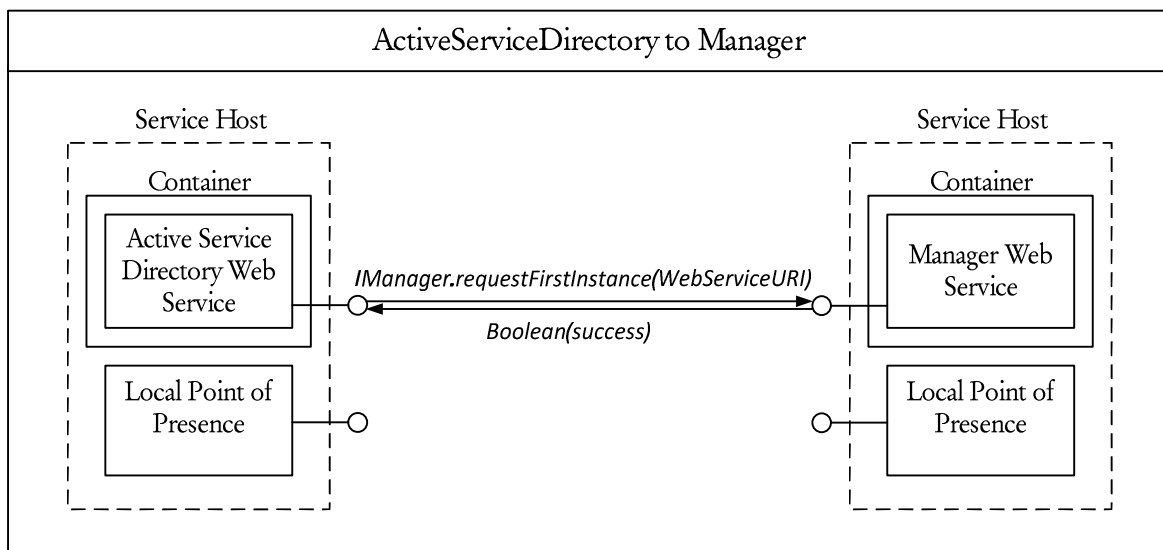 ActiveServiceDirectory to Manager
Service Host
Container
Active Service
Directory Web
Service
Local Point of
Presence
IManager.requestFirstInstance(WebServiceURI)
Boolean(success)
Service Host
Container
Manager Web
Service
Local Point of
Presence